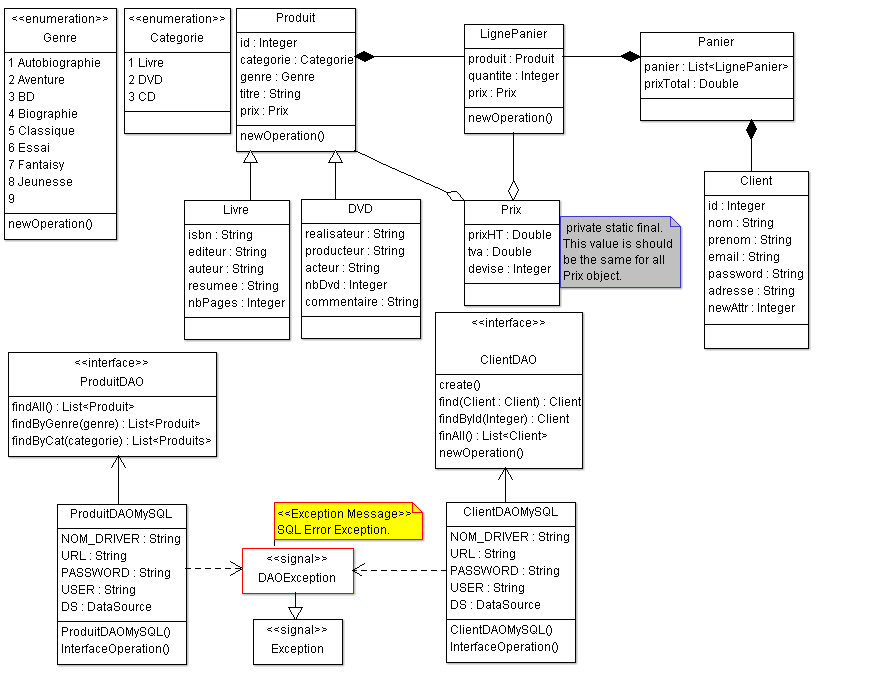 <<enumeration>>
Genre
1 Autobiographie
2 Aventure
3 BD
4 Biographie
5 Classique
6 Essai
7 Fantaisy
8 Jeunesse
9
newOperation()
<<enumeration>>
Categorie
1 Livre
2 DVD
3 CD
Produit
id : Integer
categorie : Categorie
genre : Genre
titre : String
prix : Prix
newOperation()
LignePanier
produit : Produit
quantite : Integer
prix : Prix
newOperation()
Panier
panier : List<LignePanier>
prixTotal : Double
Livre
isbn : String
editeur : String
auteur : String
resumee : String
nbPages : Integer
DVD
realisateur : String
producteur : String
acteur : String
nbDvd : Integer
commentaire : String
Prix
prixHT : Double
tva : Double
devise : Integer
private static final.
This value is should
be the same for all
Prix object.
Client
id : Integer
nom : String
prenom : String
email : String
password : String
adresse : String
newAttr : Integer
<<interface>>
ProduitDAO
findAll() : List<Produit>
findByGenre(genre) : List<Produit>
findByCat(categorie) : List<Produits>
<<interface>>
ClientDAO
create()
find(Client : Client) : Client
findById(Integer) : Client
finAll() : List<Client>
newOperation()
ProduitDAOMySQL
NOM_DRIVER : String
URL : String
PASSWORD : String
USER : String
DS : DataSource
ProduitDAOMySQL()
InterfaceOperation()
<<Exception Message>>
SQL Error Exception.
<<signal>>
DAOException
<<signal>>
Exception
ClientDAOMySQL
NOM_DRIVER : String
URL : String
PASSWORD : String
USER : String
DS : DataSource
ClientDAOMySQL()
InterfaceOperation()